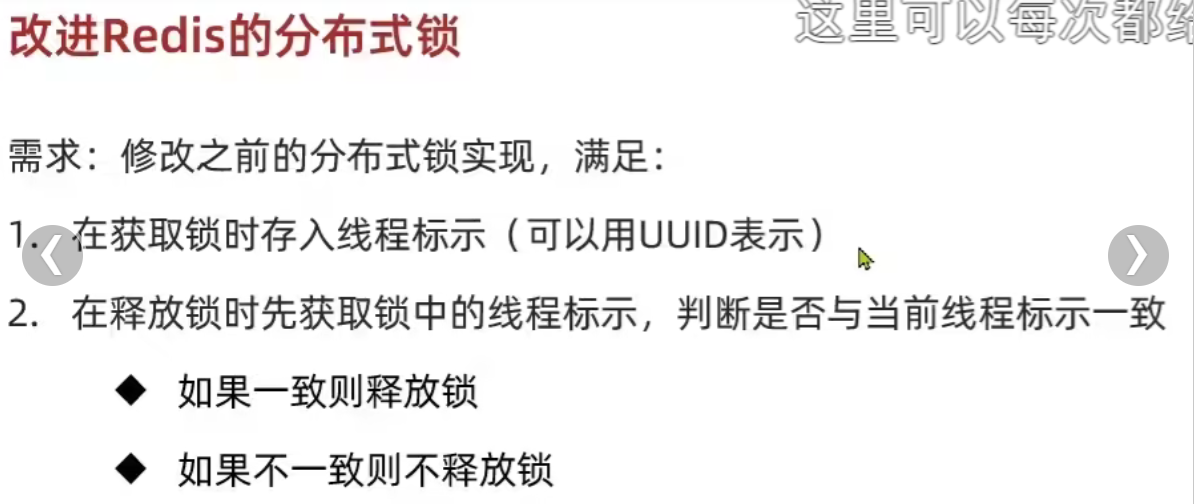 改进Redis的分布式锁
这里可以每次都给
需求：修改之前的分布式锁实现，满足：
1. 在获取锁时存入线程标示（可以用UUID表示）
2. 在释放锁时先获取锁中的线程标示，判断是否与当前线程标示一致
◆ 如果一致则释放锁
◆ 如果不一致则不释放锁